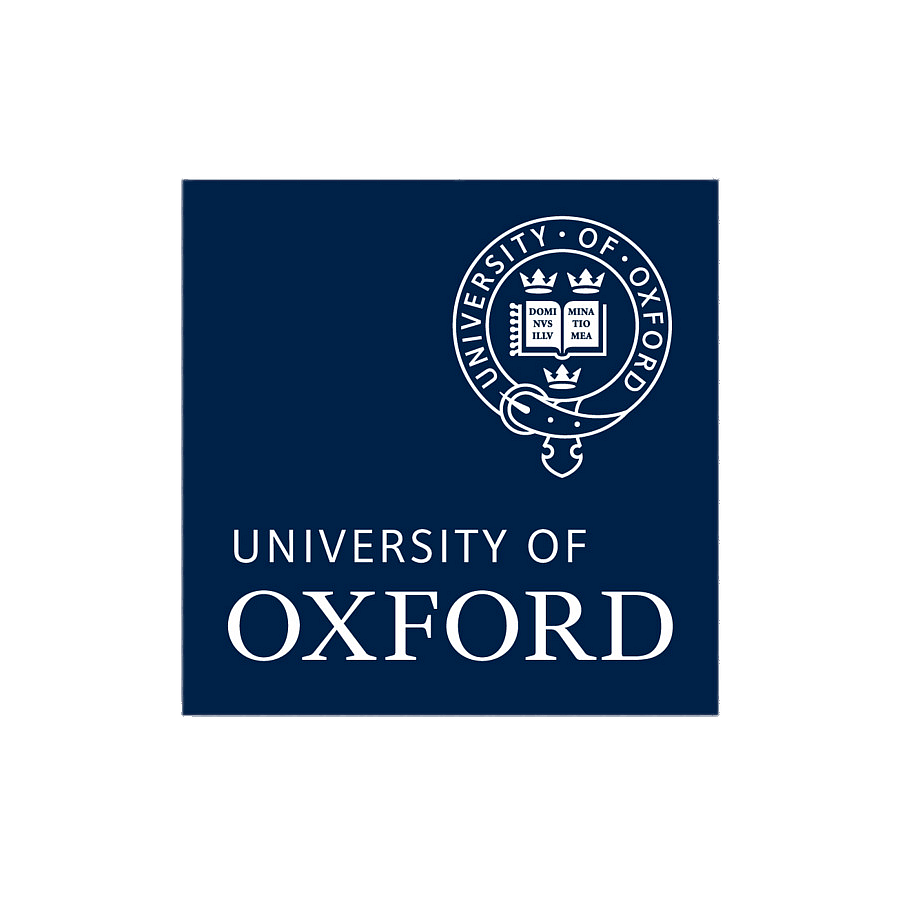 UNIVERSITY · OF · OXFORD
DOMI
NVS
ILLV
MINA
TIO
MEA
UNIVERSITY OF
OXFORD